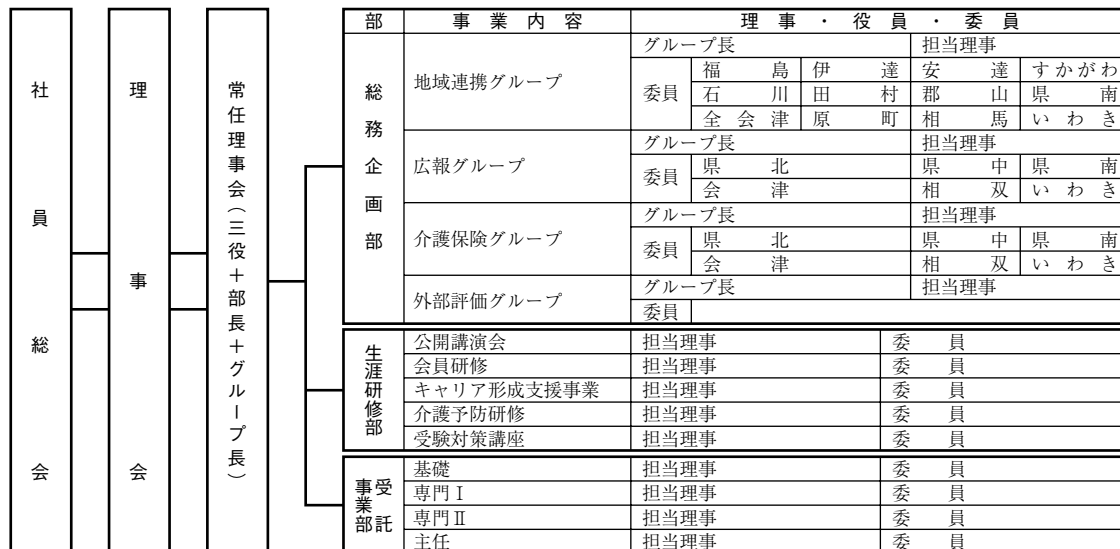 社員総会
理事会
常任理事会（三役＋部長＋グループ長）
部 事業内容 理事・役員・委員
総務企画部
地域連携グループ
グループ長 担当理事
委員
福島 伊達 安達 すかがわ
石川 田村 郡山 県南
全会津 原町 相馬 いわき
広報グループ
グループ長 担当理事
委員
県北 県中 県南
会津 相双 いわき
介護保険グループ
グループ長 担当理事
委員
県北 県中 県南
会津 相双 いわき
外部評価グループ
グループ長 担当理事
委員
生涯研修部
公開講演会 担当理事 委員
会員研修 担当理事 委員
キャリア形成支援事業 担当理事 委員
介護予防研修 担当理事 委員
受験対策講座 担当理事 委員
受託事業部
基礎 担当理事 委員
専門Ⅰ 担当理事 委員
専門Ⅱ 担当理事 委員
主任 担当理事 委員